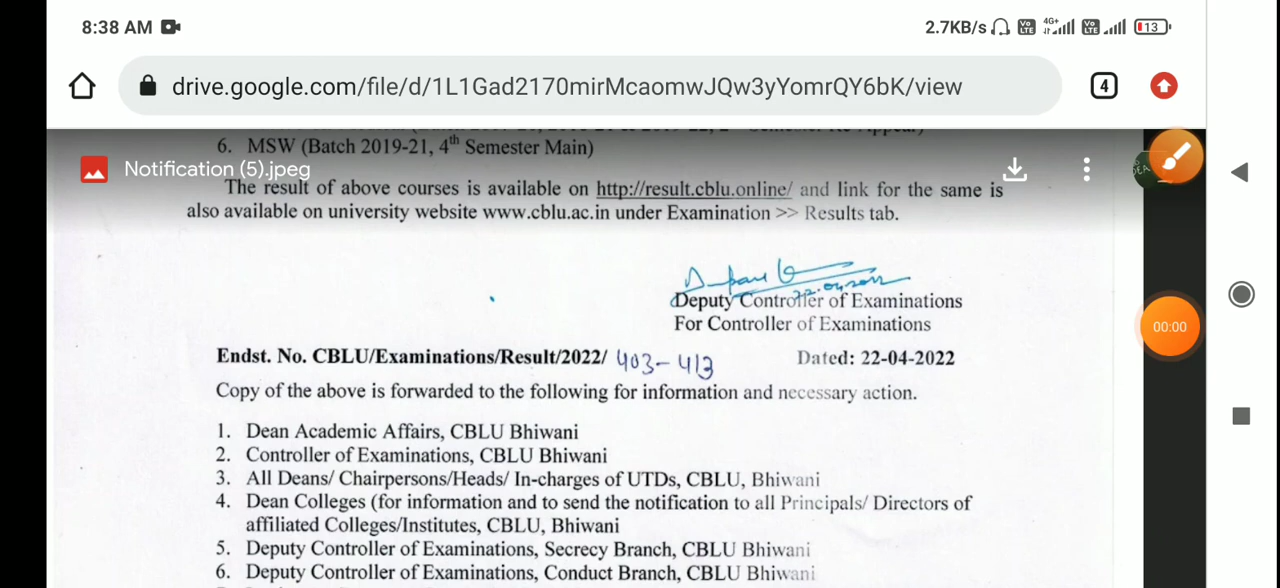 8:38 AM
2.7KB/s
4G+
Vo LTE
Vo LTE
13
drive.google.com/file/d/1L1Gad2170mirMcaomwJQw3yYomrQY6bK/view
4
6. MSW (Batch 2019-21, 4th Semester Main)
Notification (5).jpeg
The result of above courses is available on http://result.cblu.online/ and link for the same is
also available on university website www.cblu.ac.in under Examination >> Results tab.
22.04.2022
Deputy Controller of Examinations
For Controller of Examinations
00:00
Endst. No. CBLU/Examinations/Result/2022/ 403-413 Dated: 22-04-2022
Copy of the above is forwarded to the following for information and necessary action.
1. Dean Academic Affairs, CBLU Bhiwani
2. Controller of Examinations, CBLU Bhiwani
3. All Deans/ Chairpersons/Heads/ In-charges of UTDs, CBLU, Bhiwani
4. Dean Colleges (for information and to send the notification to all Principals/ Directors of
affiliated Colleges/Institutes, CBLU, Bhiwani
5. Deputy Controller of Examinations, Secrecy Branch, CBLU Bhiwani
6. Deputy Controller of Examinations, Conduct Branch, CBLU Bhiwani